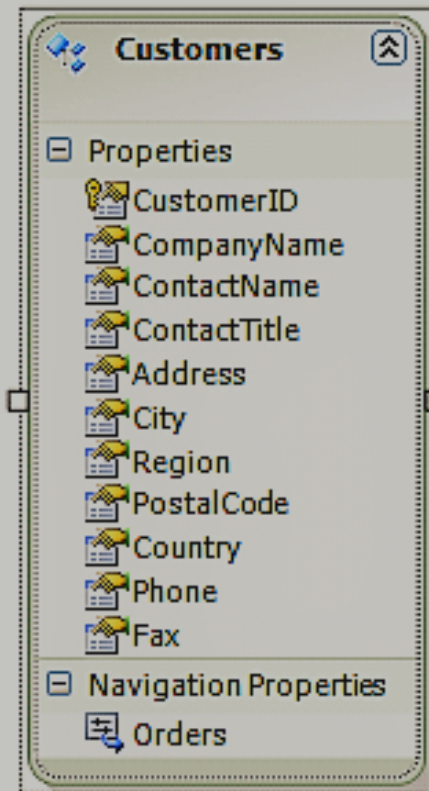 Customers
Properties
CustomerID
CompanyName
ContactName
ContactTitle
Address
City
Region
PostalCode
Country
Phone
Fax
Navigation Properties
Orders